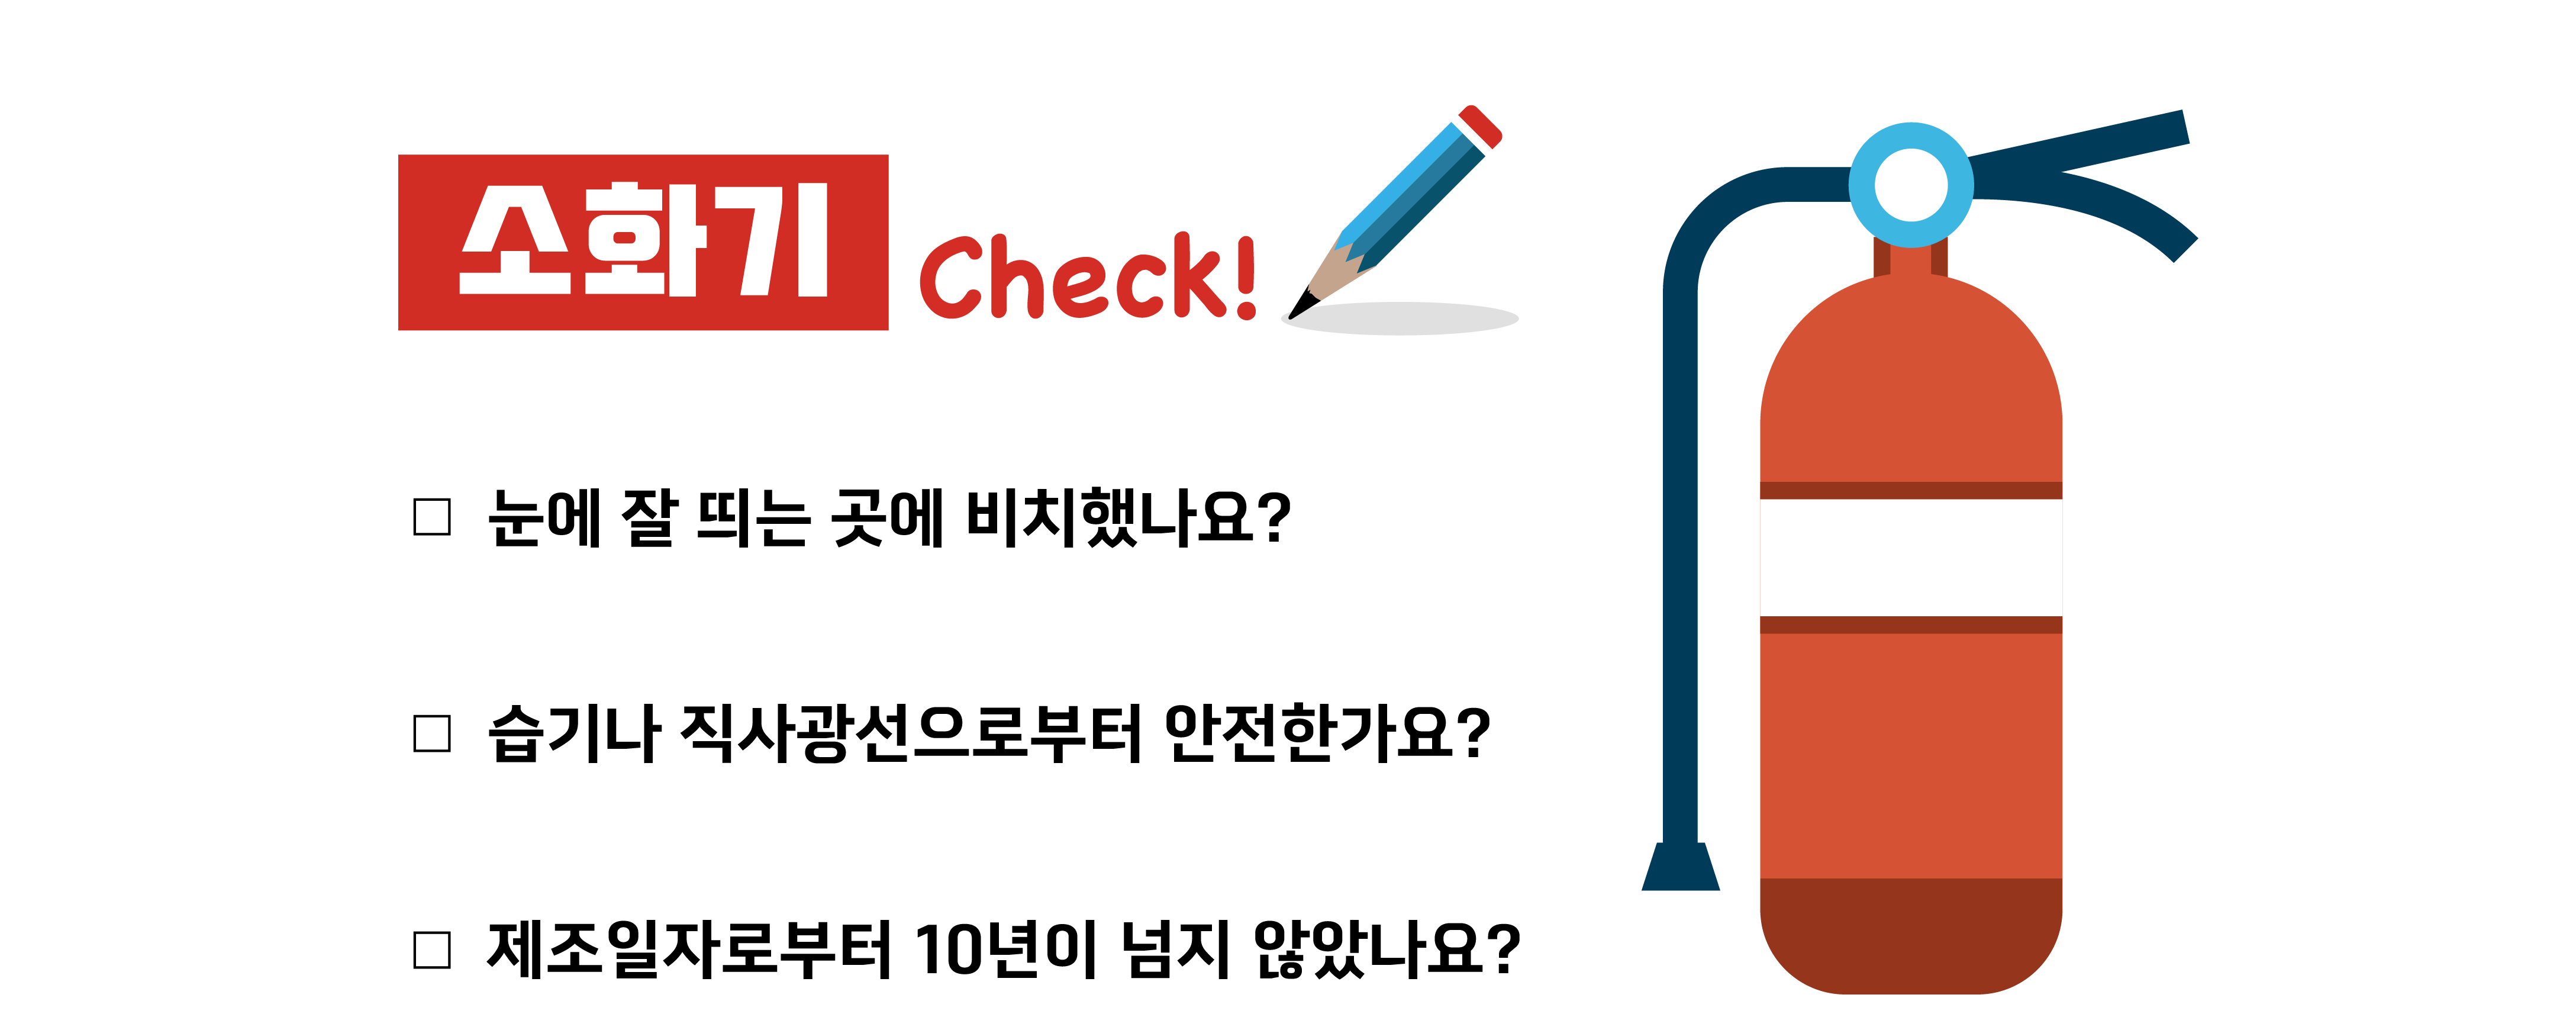 소화기 Check!
□ 눈에 잘 띄는 곳에 비치했나요?
□ 습기나 직사광선으로부터 안전한가요?
□ 제조일자로부터 10년이 넘지 않았나요?